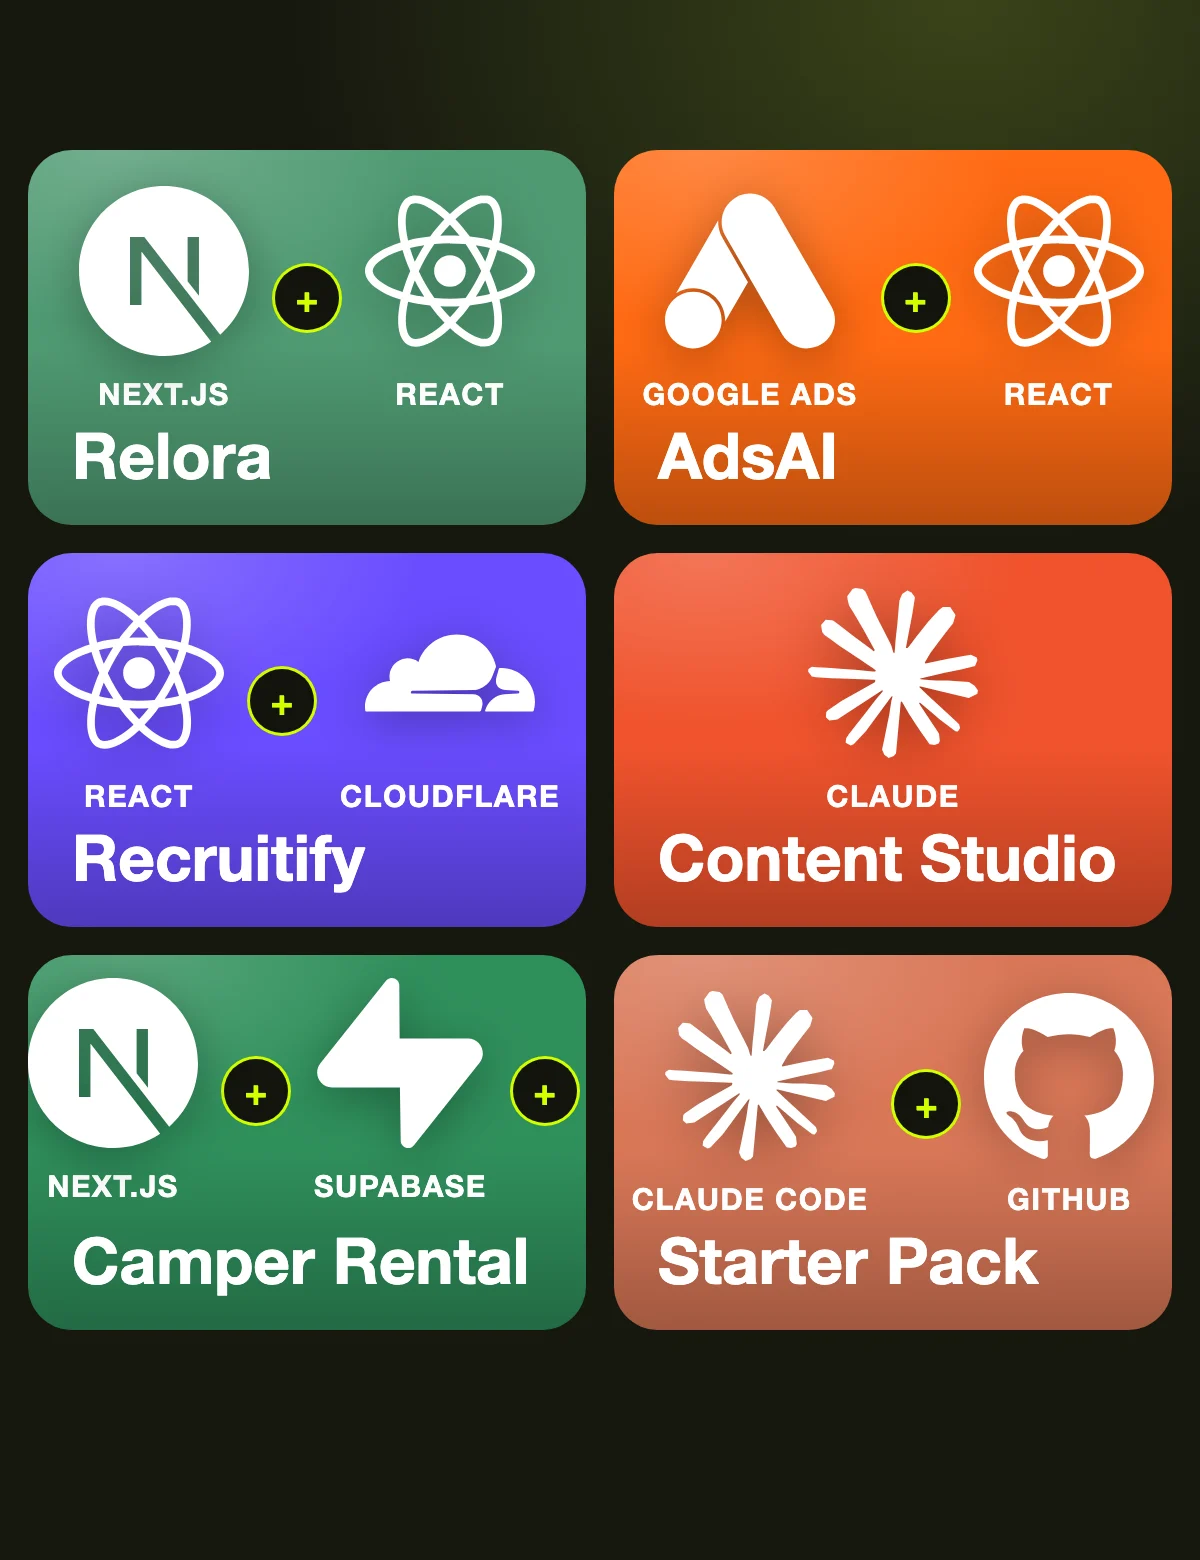 N
+
NEXT.JS
REACT
Relora
+
GOOGLE ADS
REACT
AdsAI
+
REACT
CLOUDFLARE
Recruitify
CLAUDE
Content Studio
N
+
+
NEXT.JS
SUPABASE
Camper Rental
+
CLAUDE CODE
GITHUB
Starter Pack